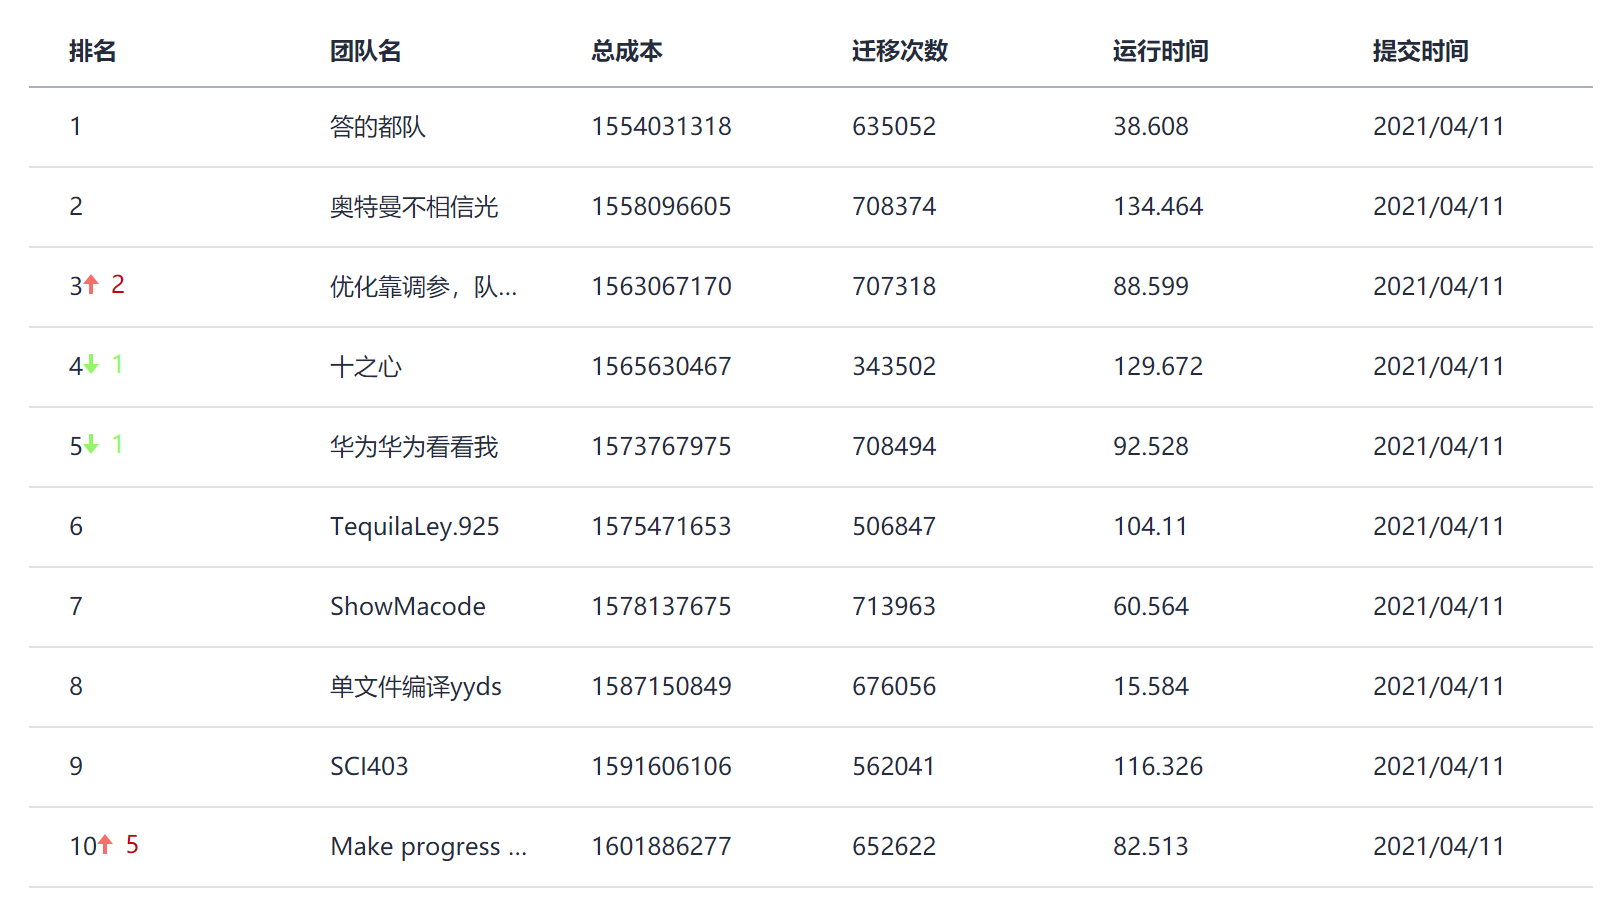 排名 团队名 总成本 迁移次数 运行时间 提交时间
1 答的都队 1554031318 635052 38.608 2021/04/11
2 奥特曼不相信光 1558096605 708374 134.464 2021/04/11
3 2 优化靠调参，队... 1563067170 707318 88.599 2021/04/11
4 1 十之心 1565630467 343502 129.672 2021/04/11
5 1 华为华为看看我 1573767975 708494 92.528 2021/04/11
6 TequilaLey.925 1575471653 506847 104.11 2021/04/11
7 ShowMacode 1578137675 713963 60.564 2021/04/11
8 单文件编译yyds 1587150849 676056 15.584 2021/04/11
9 SCI403 1591606106 562041 116.326 2021/04/11
10 5 Make progress ... 1601886277 652622 82.513 2021/04/11